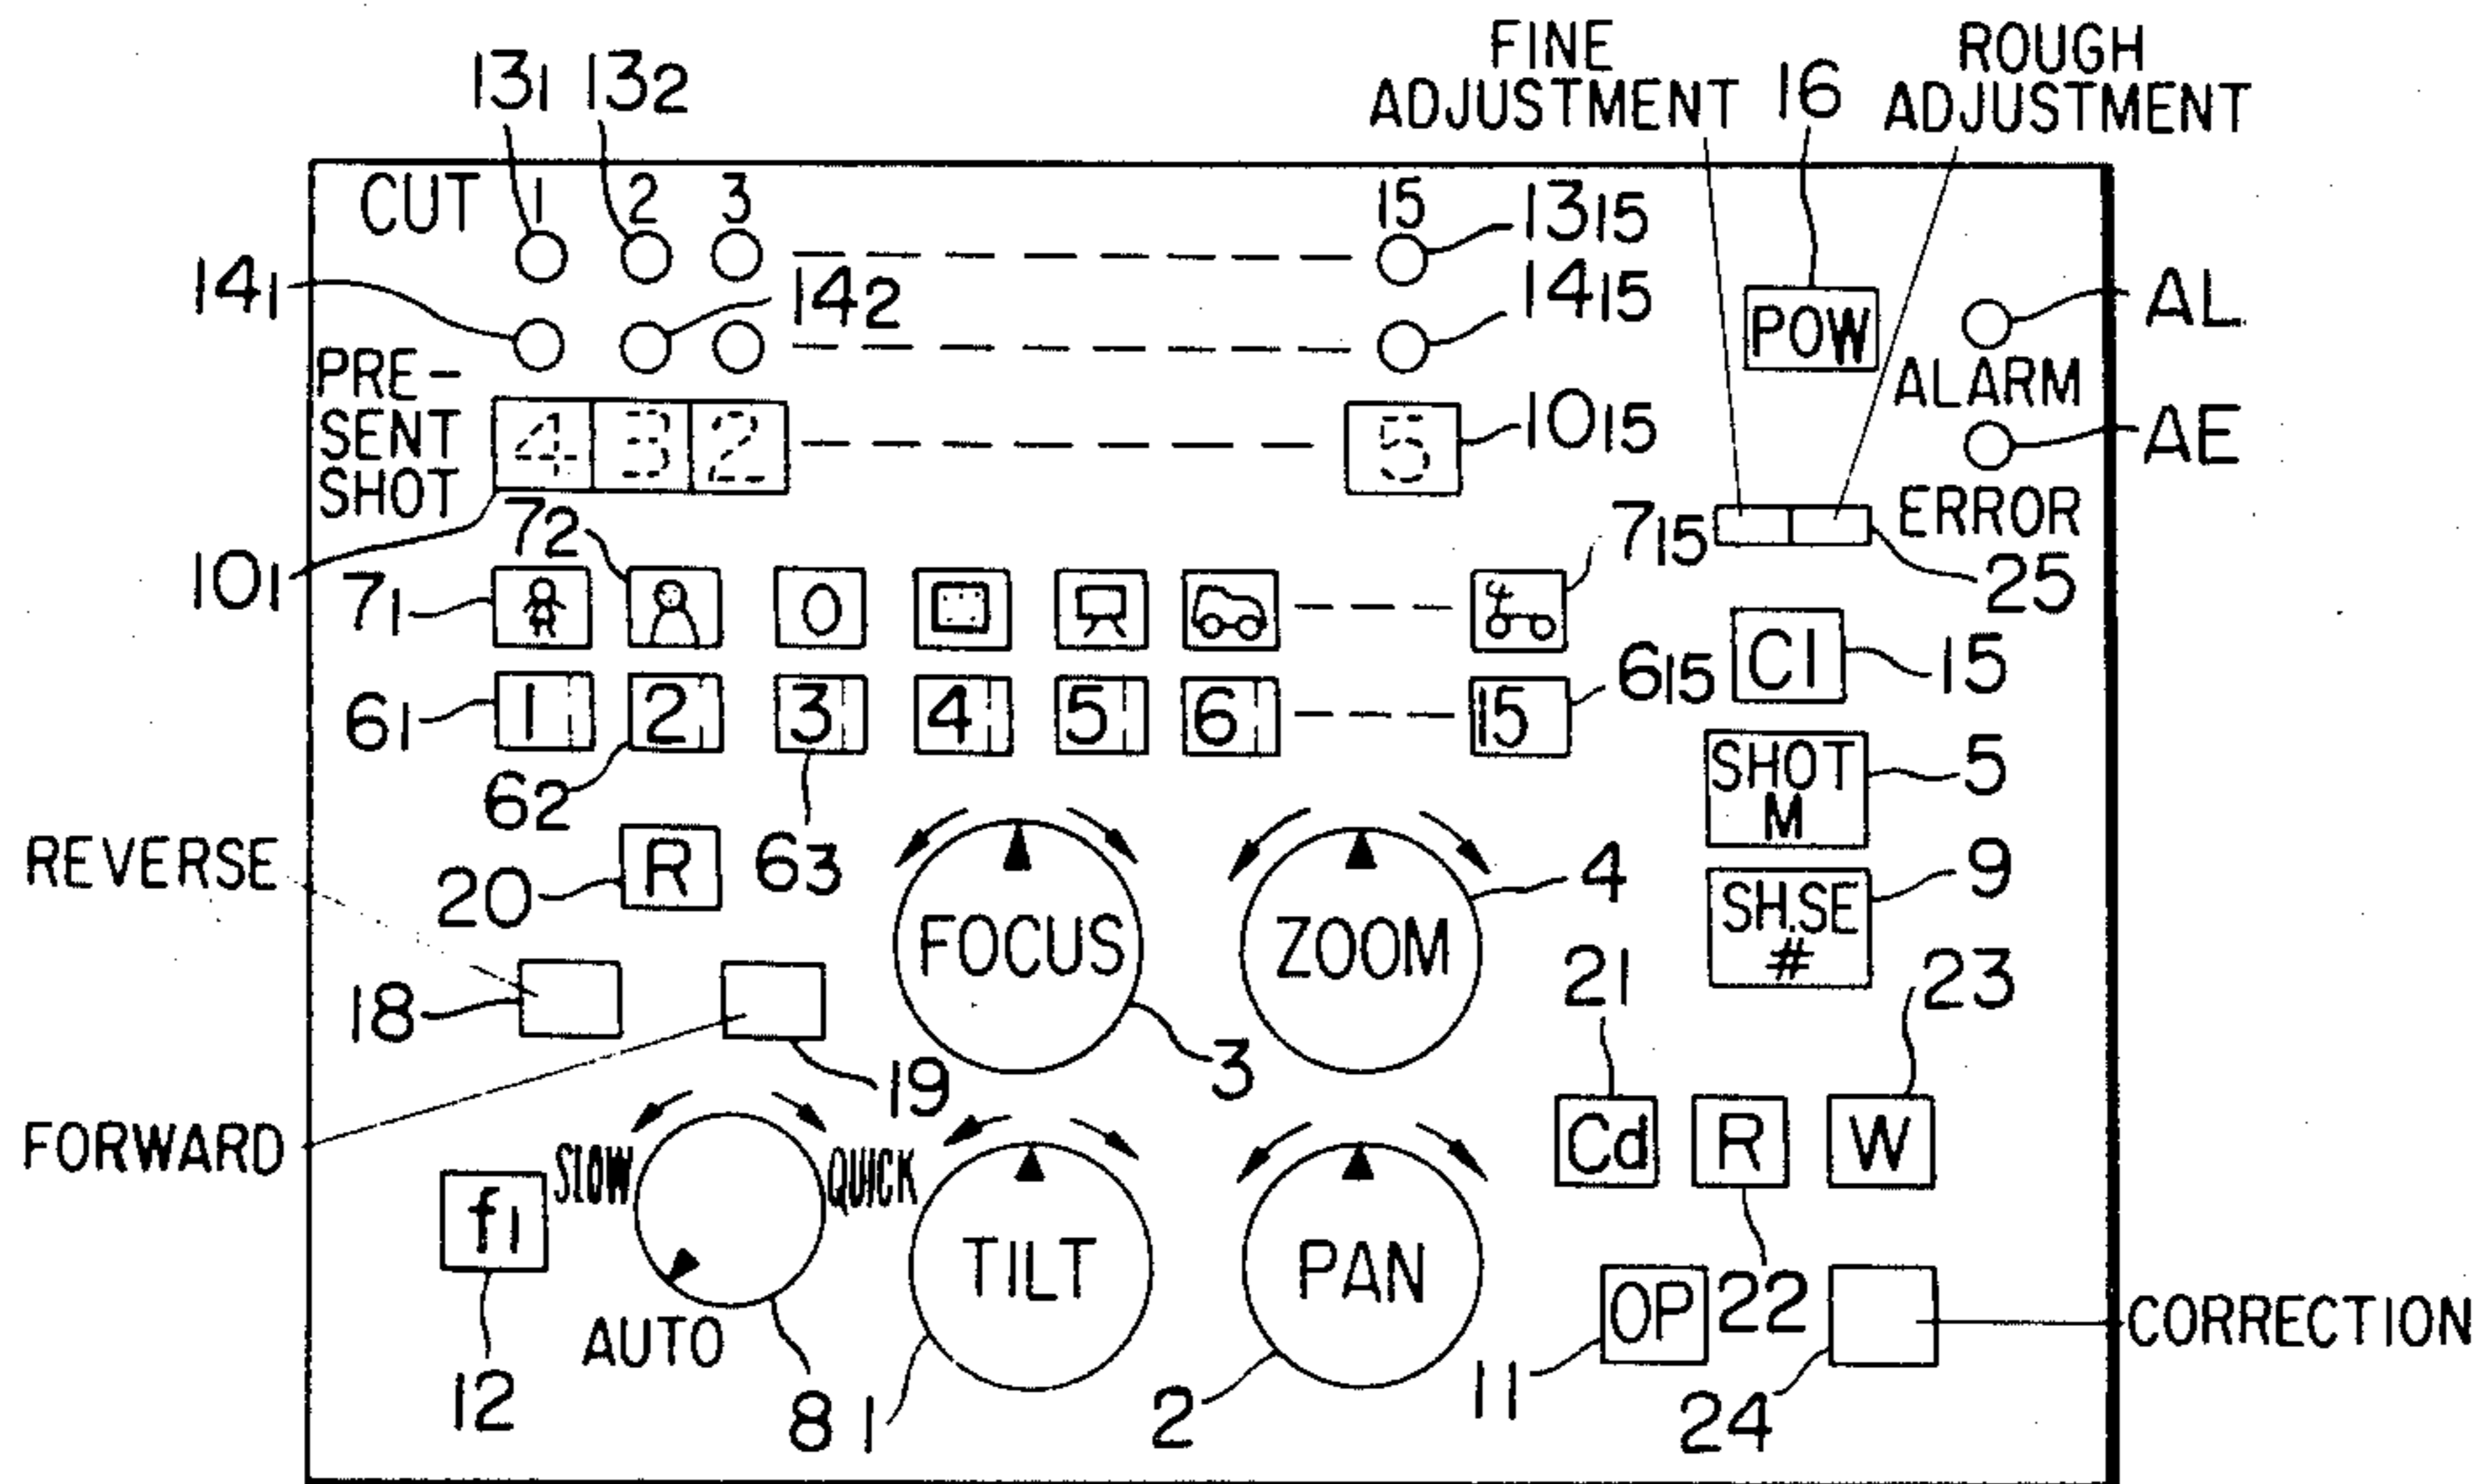 FINE ADJUSTMENT
ROUGH ADJUSTMENT
13₁ 13₂ 16
CUT 1 2 3 15 13₁₅
14₁ 14₂ 14₁₅
POW AL
PRE-
SENT
SHOT
ALARM
4 3 2 5 10₁₅ AE
ERROR
10₁ 7₁ 7₂ 0 7₁₅ 25
6₁ 1 2 3 4 5 6 15 6₁₅ Cl 15
6₂ 6₃
SHOT
M 5
REVERSE 20 R
FOCUS ZOOM 4
SH.SE
# 9
18 19 3 21 23
FORWARD
SLOW QUICK
Cd R W
f₁ TILT PAN
OP 22 CORRECTION
AUTO
12 8 1 2 11 24